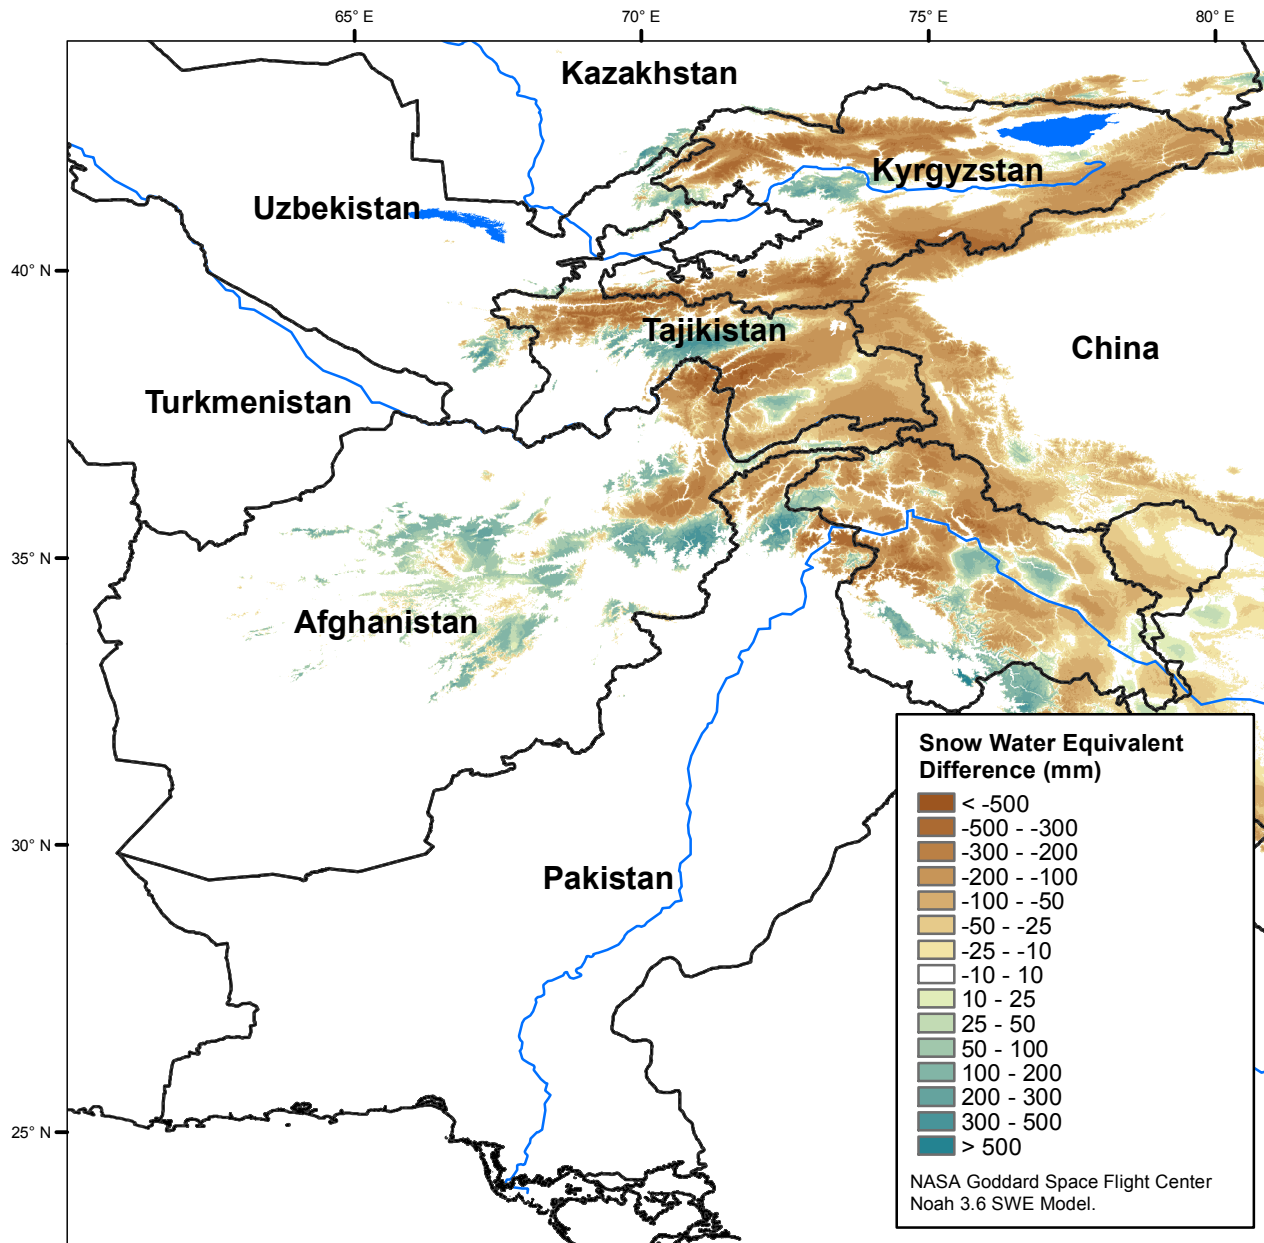 65° E
70° E
75° E
80° E
Kazakhstan
Kyrgyzstan
Uzbekistan
40° N
Tajikistan
China
Turkmenistan
35° N
Afghanistan
Snow Water Equivalent
Difference (mm)
< -500
-500 - -300
-300 - -200
-200 - -100
-100 - -50
-50 - -25
-25 - -10
-10 - 10
10 - 25
25 - 50
50 - 100
100 - 200
200 - 300
300 - 500
> 500
NASA Goddard Space Flight Center
Noah 3.6 SWE Model.
30° N
Pakistan
25° N